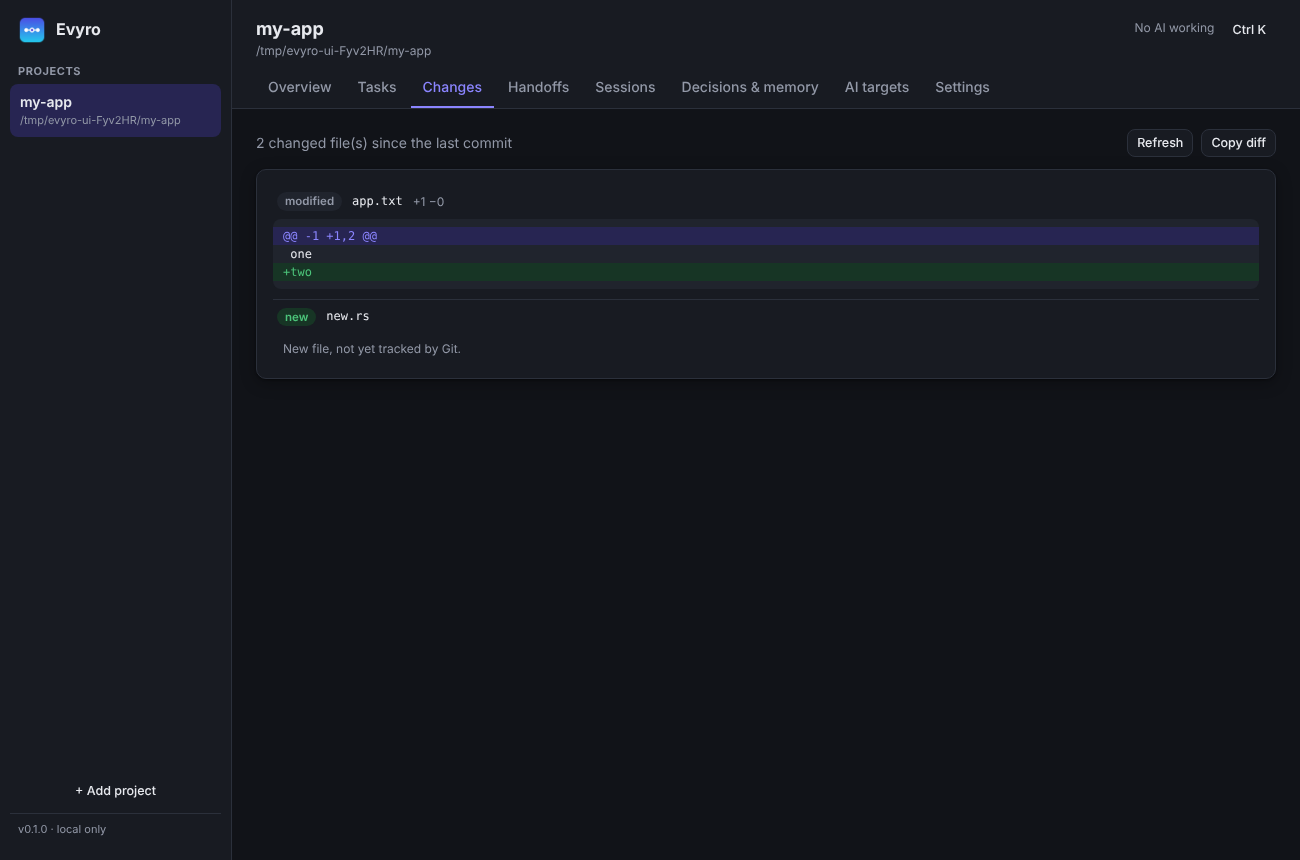 Evyro
PROJECTS
my-app
/tmp/evyro-ui-Fyv2HR/my-app
+ Add project
v0.1.0 · local only
my-app
/tmp/evyro-ui-Fyv2HR/my-app
No AI working
Ctrl K
Overview Tasks Changes Handoffs Sessions Decisions & memory AI targets Settings
2 changed file(s) since the last commit
Refresh Copy diff
modified app.txt +1 −0
@@ -1 +1,2 @@
one
+two
new new.rs
New file, not yet tracked by Git.